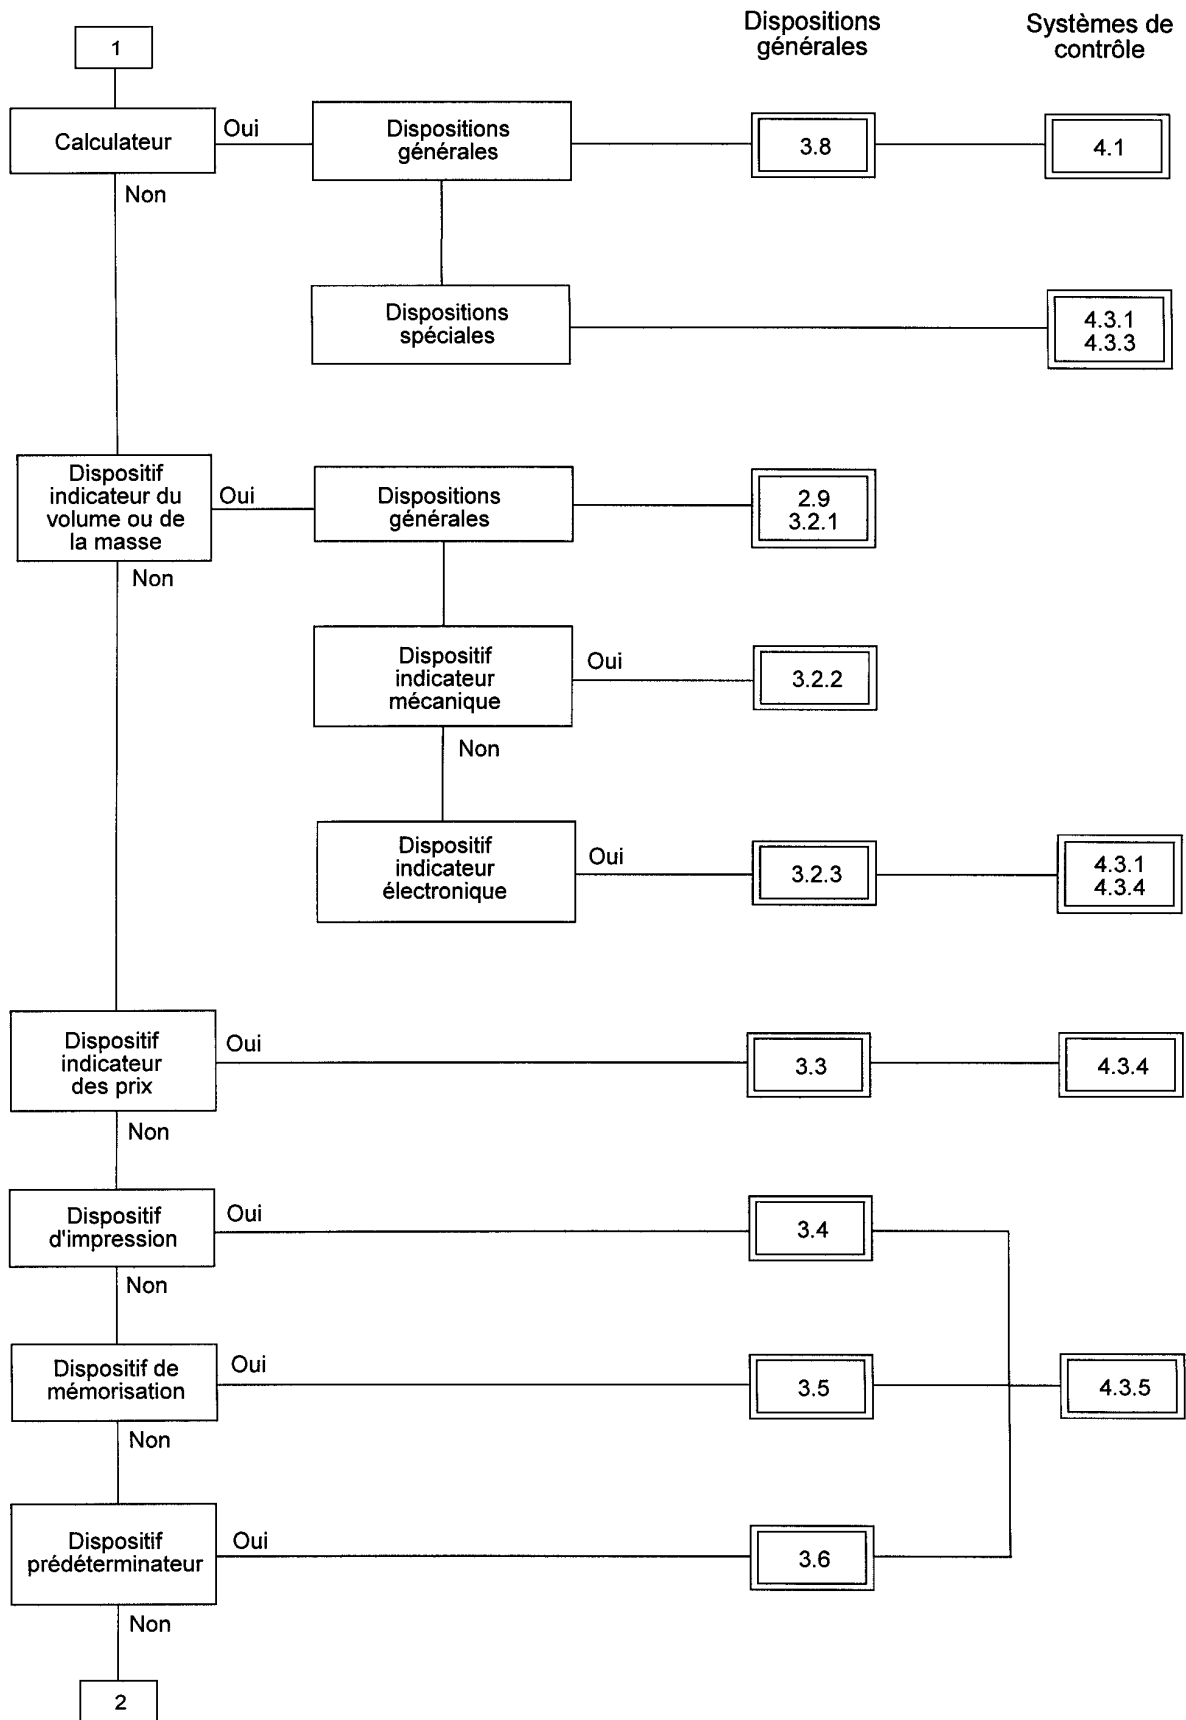 Dispositions
générales
Systèmes de
contrôle
1
Calculateur
Oui
Dispositions
générales
3.8
4.1
Non
Dispositions
spéciales
4.3.1
4.3.3
Dispositif
indicateur du
volume ou de
la masse
Oui
Dispositions
générales
2.9
3.2.1
Non
Dispositif
indicateur
mécanique
Oui
3.2.2
Non
Dispositif
indicateur
électronique
Oui
3.2.3
4.3.1
4.3.4
Dispositif
indicateur
des prix
Oui
3.3
4.3.4
Non
Dispositif
d'impression
Oui
3.4
Non
Dispositif de
mémorisation
Oui
3.5
4.3.5
Non
Dispositif
prédéterminateur
Oui
3.6
Non
2